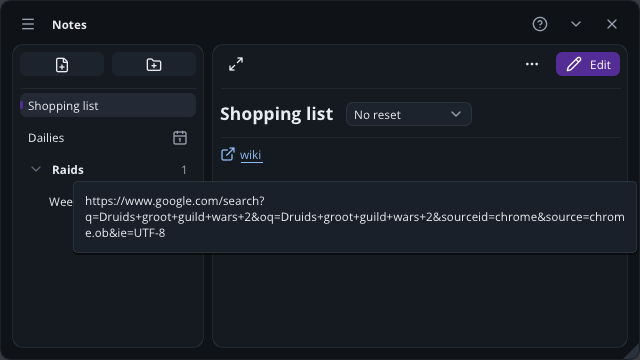 Notes
Edit
Shopping list
Shopping list
No reset
Dailies
wiki
Raids
1
Wee
https://www.google.com/search?
q=Druids+groot+guild+wars+2&oq=Druids+groot+guild+wars+2&sourceid=chrome&source=chrom
e.ob&ie=UTF-8